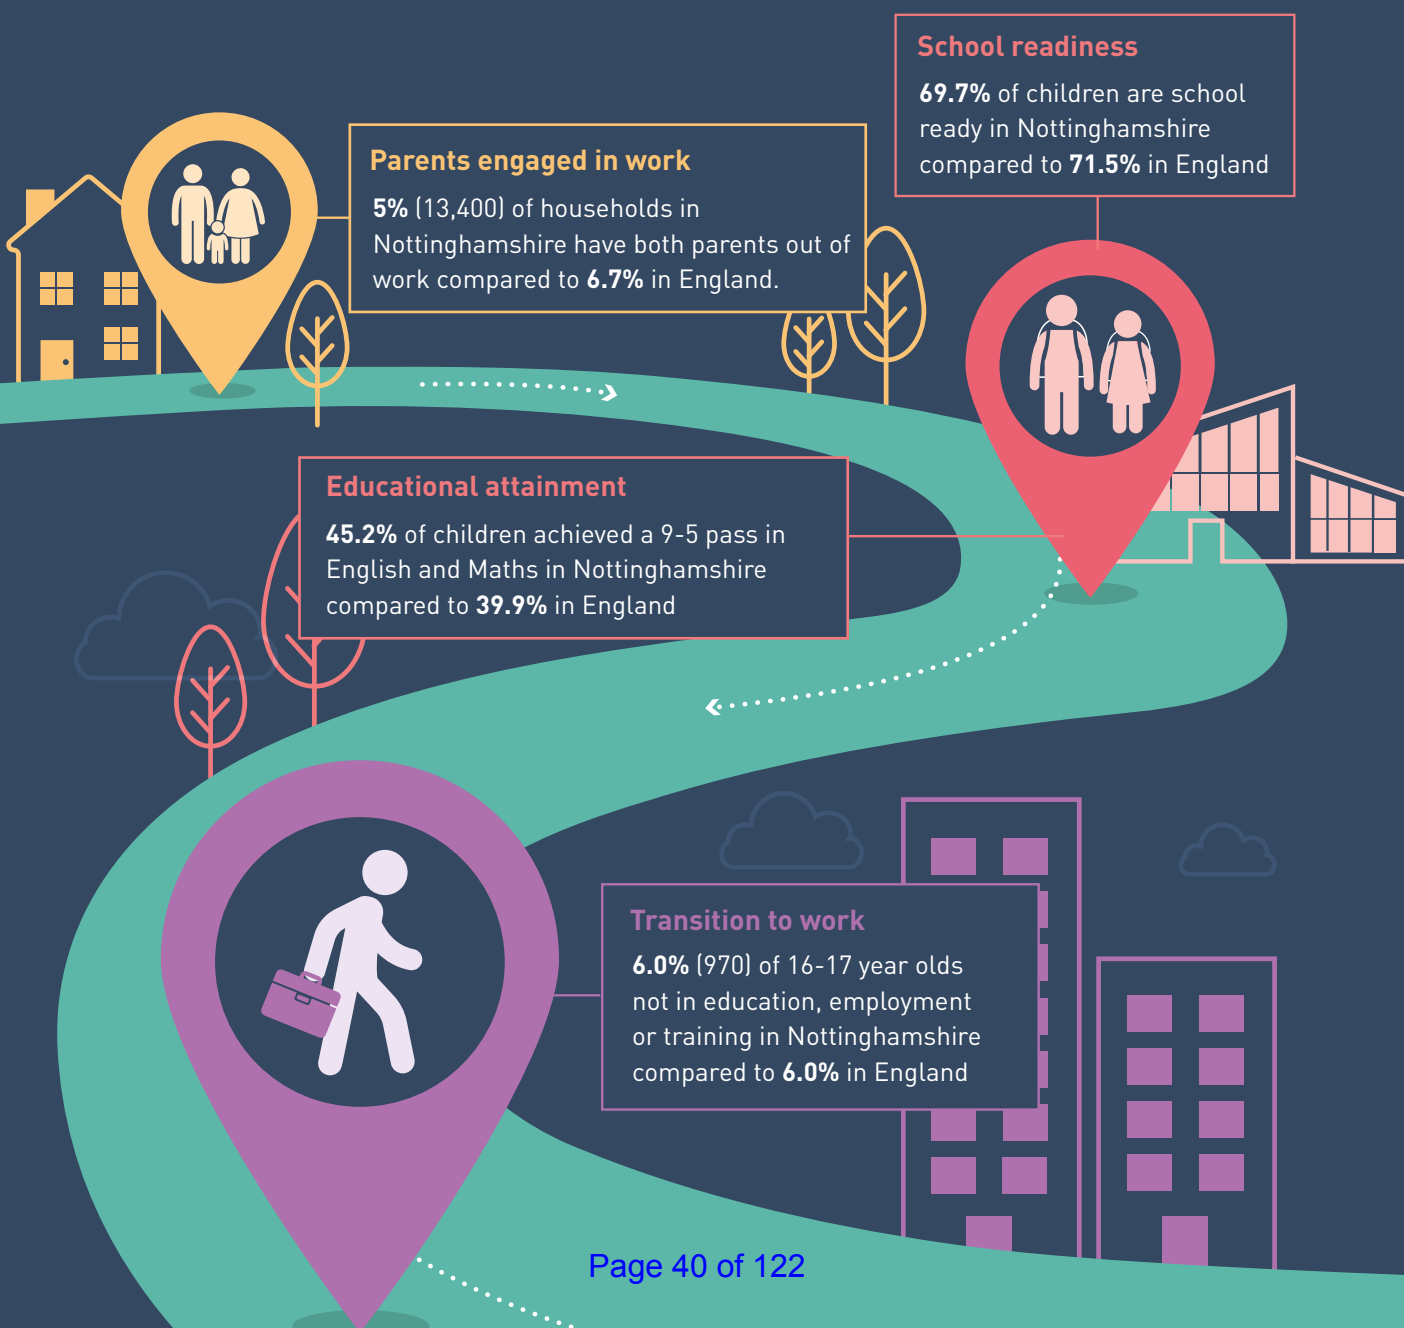 School readiness
69.7% of children are school
ready in Nottinghamshire
compared to 71.5% in England
Parents engaged in work
5% (13,400) of households in
Nottinghamshire have both parents out of
work compared to 6.7% in England.
Educational attainment
45.2% of children achieved a 9-5 pass in
English and Maths in Nottinghamshire
compared to 39.9% in England
Transition to work
6.0% (970) of 16-17 year olds
not in education, employment
or training in Nottinghamshire
compared to 6.0% in England
Page 40 of 122